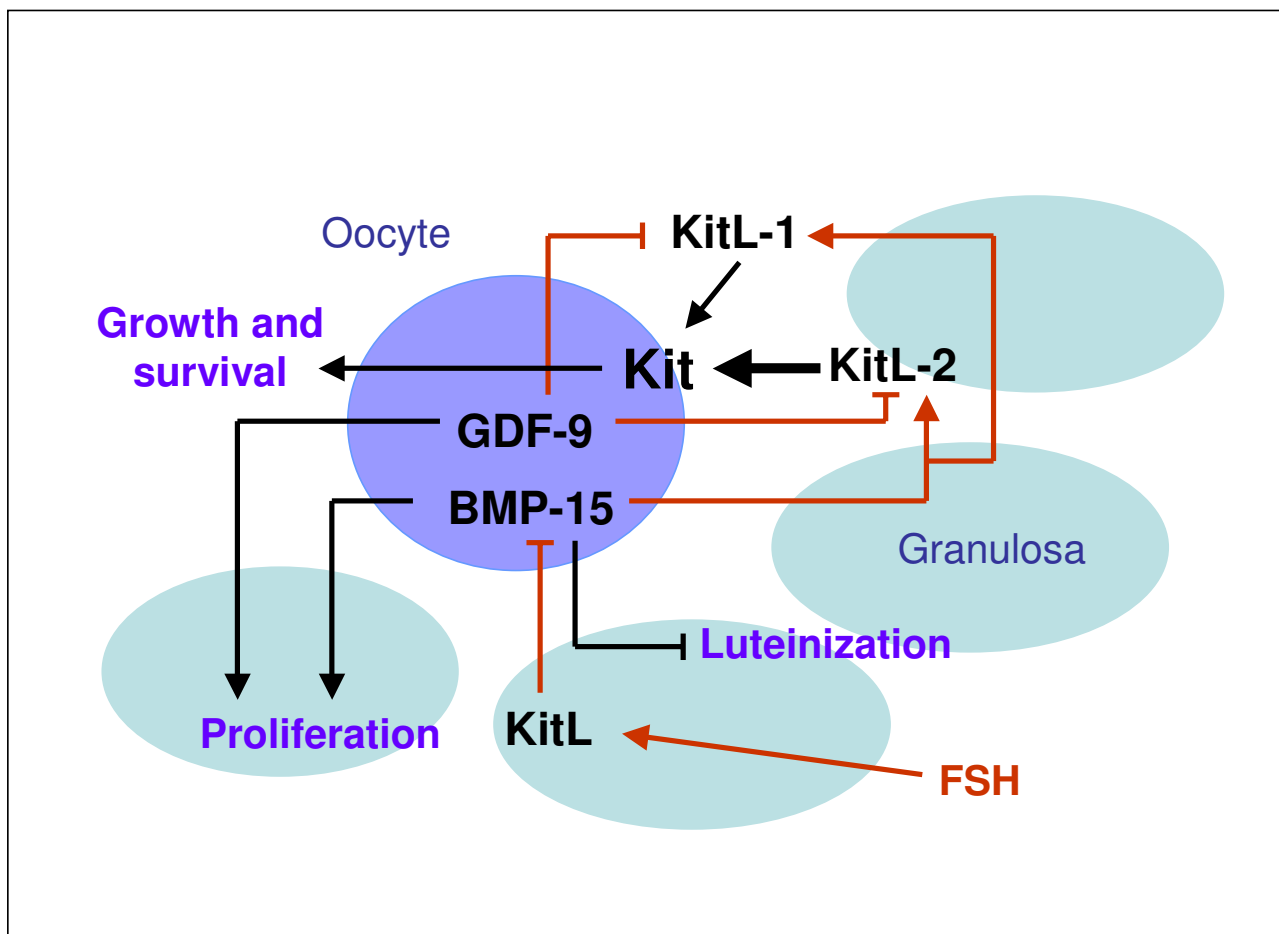 KitL-1
Oocyte
Growth and
survival
Kit
KitL-2
GDF-9
BMP-15
Granulosa
Luteinization
Proliferation
KitL
FSH